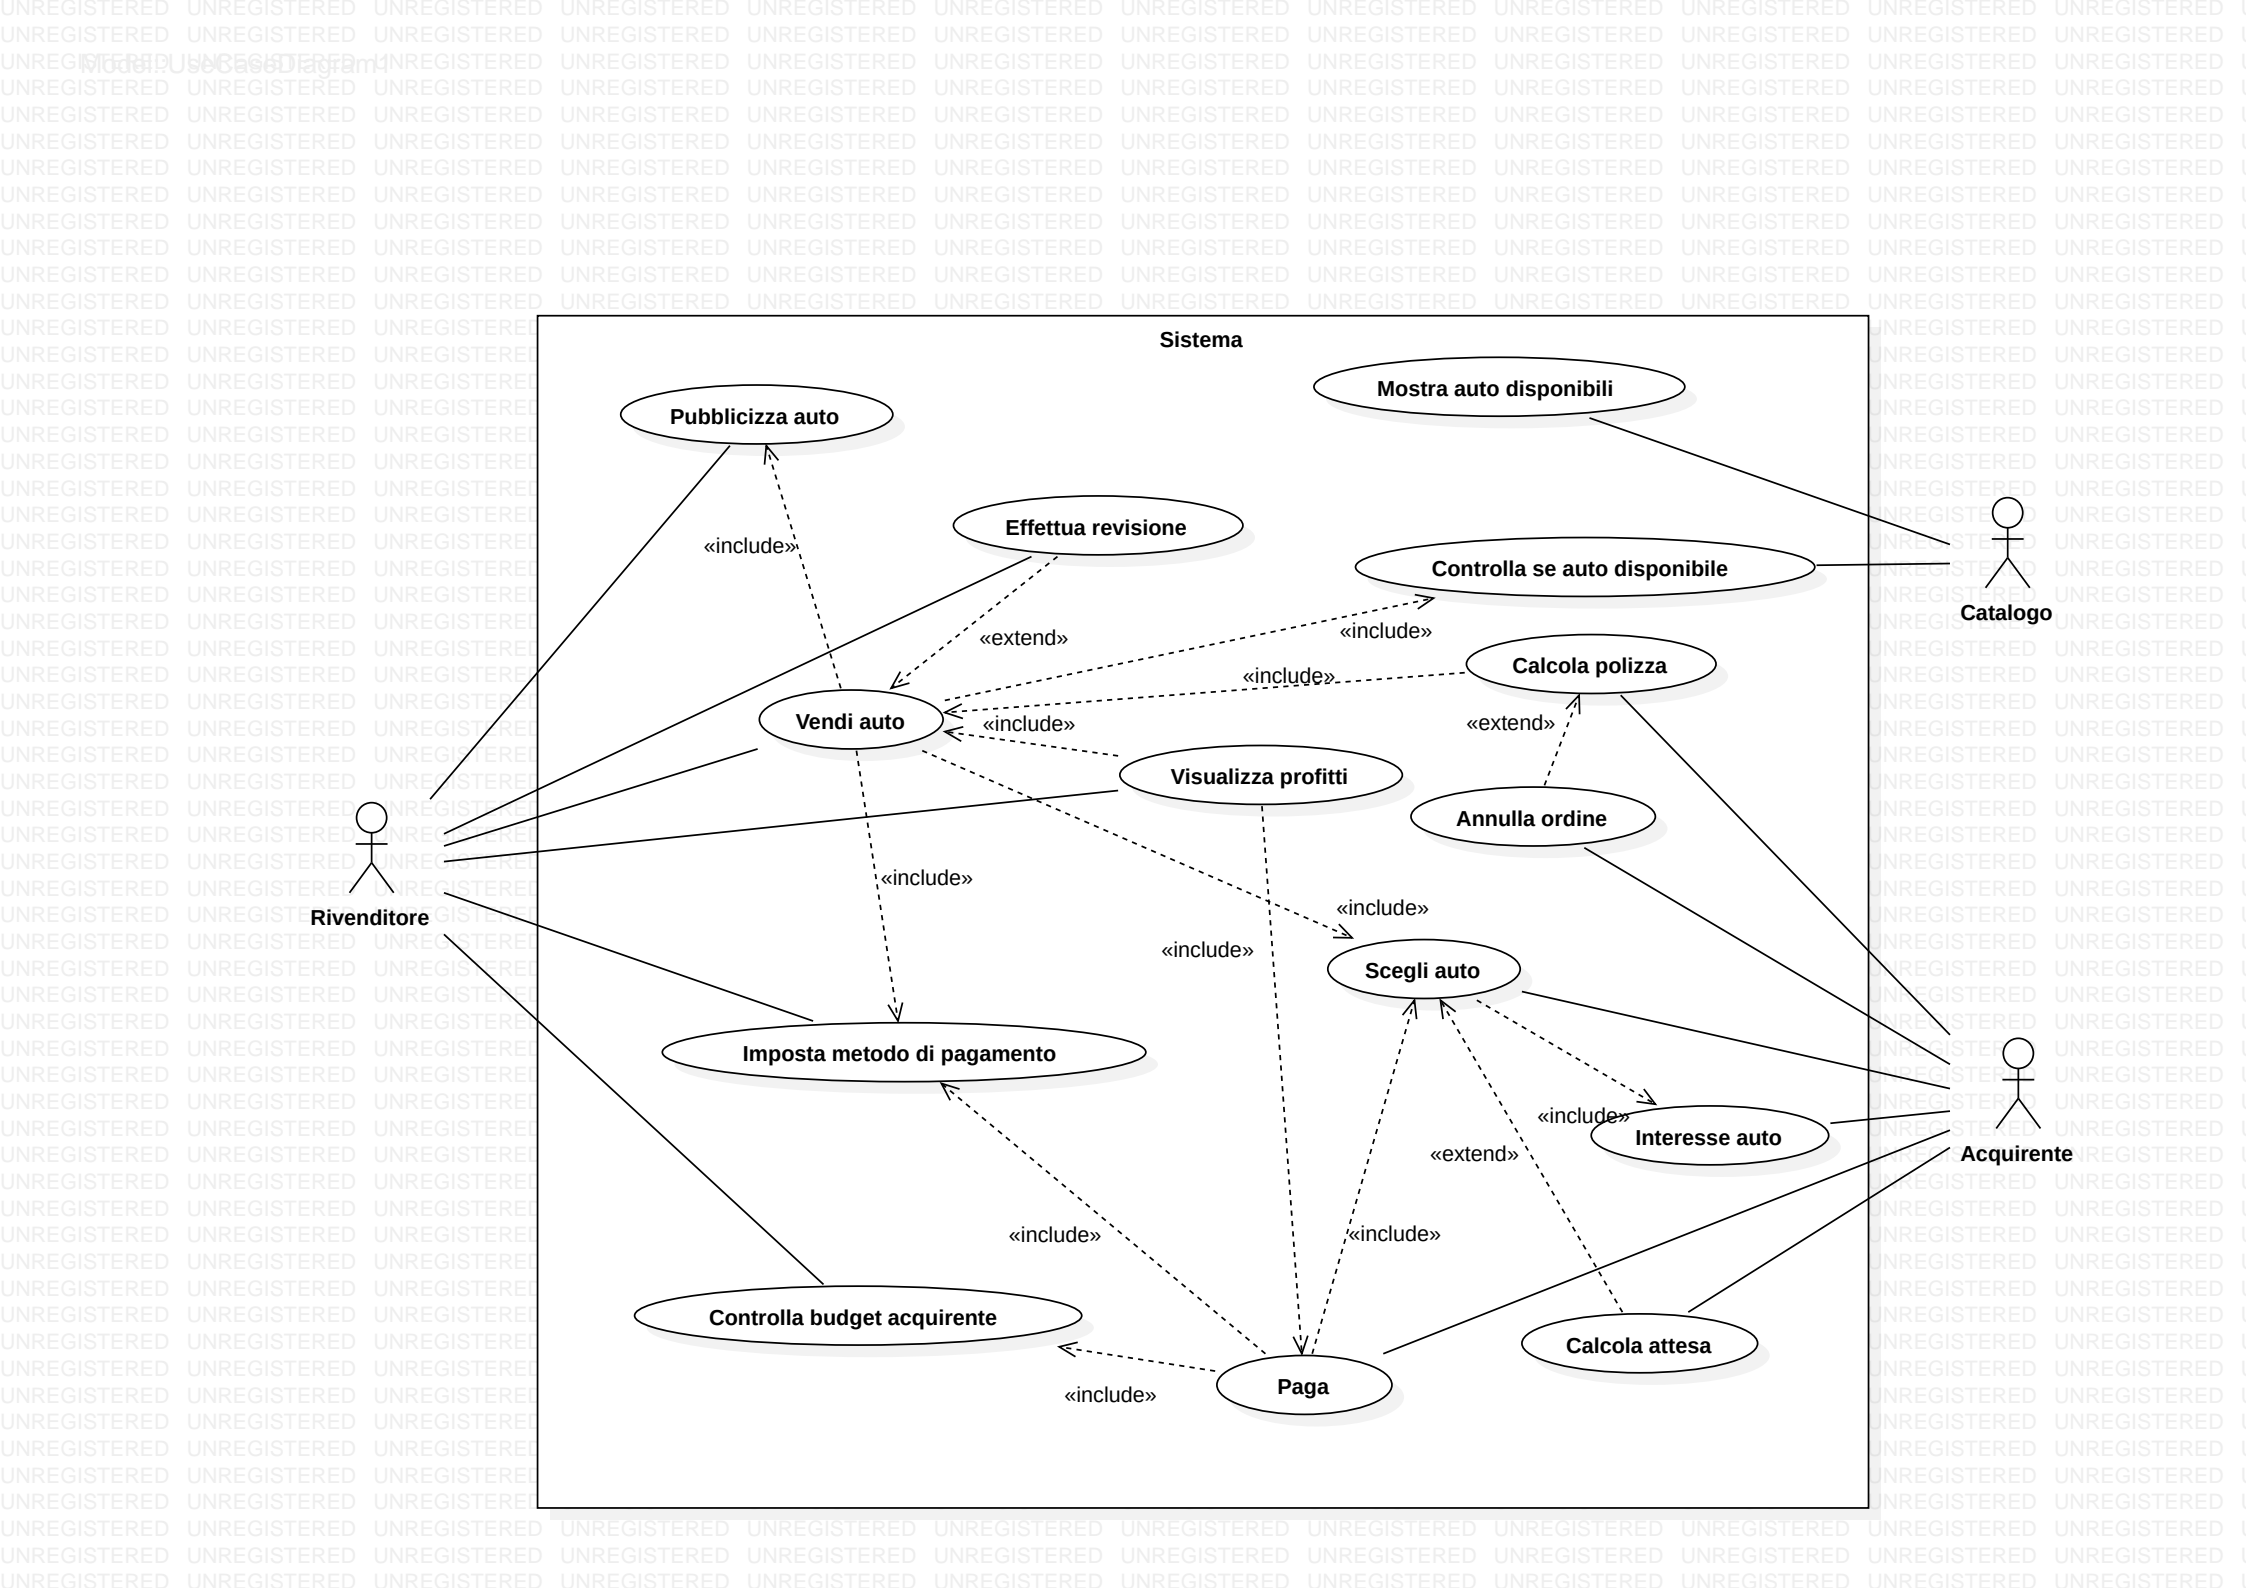 Model::UseCaseDiagram1
Sistema
Mostra auto disponibili
Pubblicizza auto
Effettua revisione
«include»
Controlla se auto disponibile
Catalogo
«include»
«extend»
Calcola polizza
«include»
Vendi auto
«include»
«extend»
Visualizza profitti
Annulla ordine
«include»
«include»
Rivenditore
«include»
Scegli auto
Imposta metodo di pagamento
«include»
Interesse auto
«extend»
Acquirente
«include»
«include»
Controlla budget acquirente
Calcola attesa
Paga
«include»
UNREGISTERED